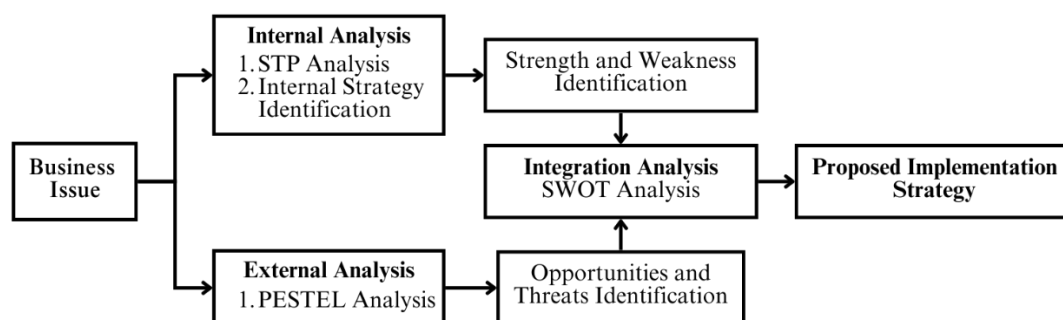 Business
Issue
Internal Analysis
1. STP Analysis
2. Internal Strategy
Identification
Strength and Weakness
Identification
Integration Analysis
SWOT Analysis
Proposed Implementation
Strategy
External Analysis
1. PESTEL Analysis
Opportunities and
Threats Identification